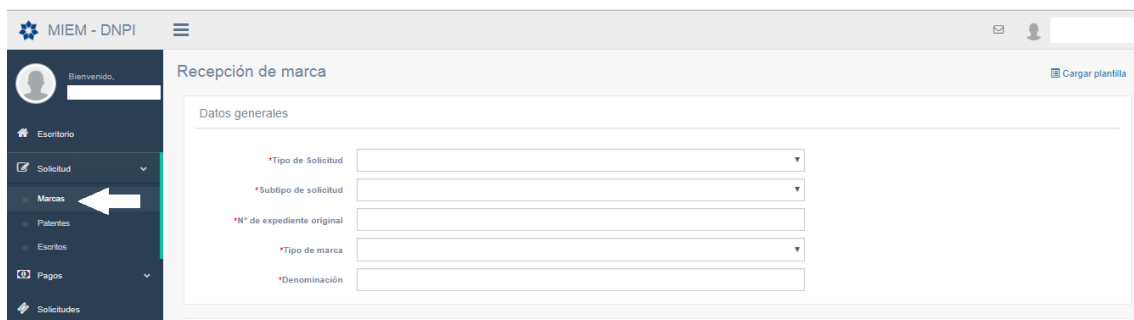 MIEM - DNPI
Bienvenido,
Escritorio
Solicitud
Marcas
Patentes
Escritos
Pagos
Solicitudes
Recepción de marca
Cargar plantilla
Datos generales
*Tipo de Solicitud
*Subtipo de solicitud
*N° de expediente original
*Tipo de marca
*Denominación